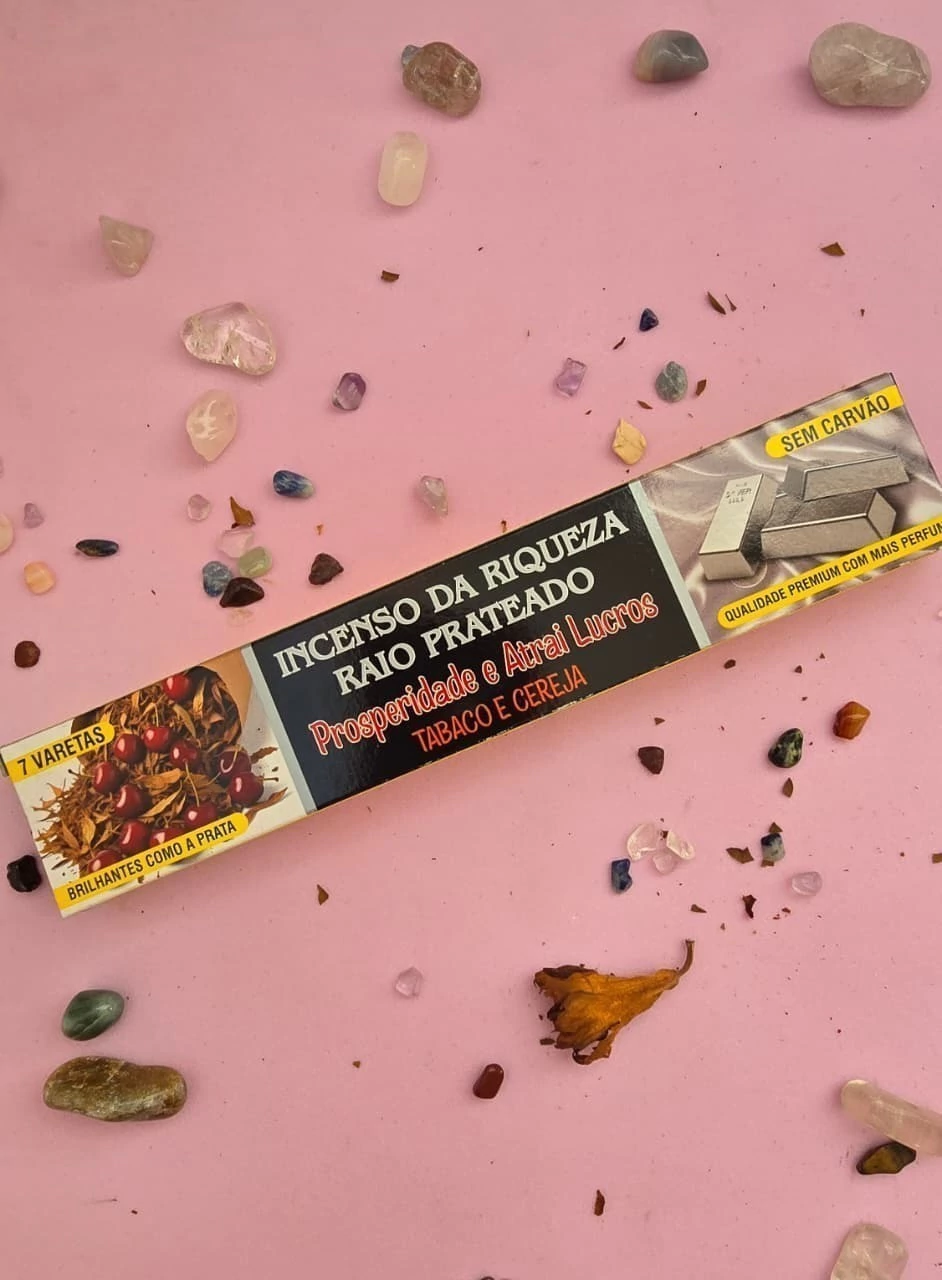 SEM CARVÃO
INCENSO DA RIQUEZA
RAIO PRATEADO
Prosperidade e Atrai Lucros
TABACO E CEREJA
QUALIDADE PREMIUM COM MAIS
7 VARETAS
BRILHANTES COMO A PRATA